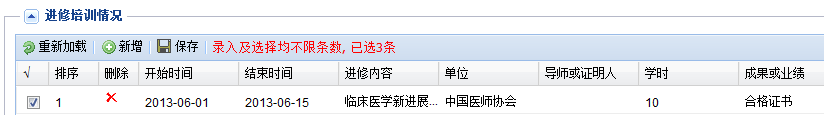 进修培训情况
重新加载 新增 保存 录入及选择均不限条数, 已选3条
√ 排序 删除 开始时间 结束时间 进修内容 单位 导师或证明人 学时 成果或业绩
1 2013-06-01 2013-06-15 临床医学新进展... 中国医师协会 10 合格证书